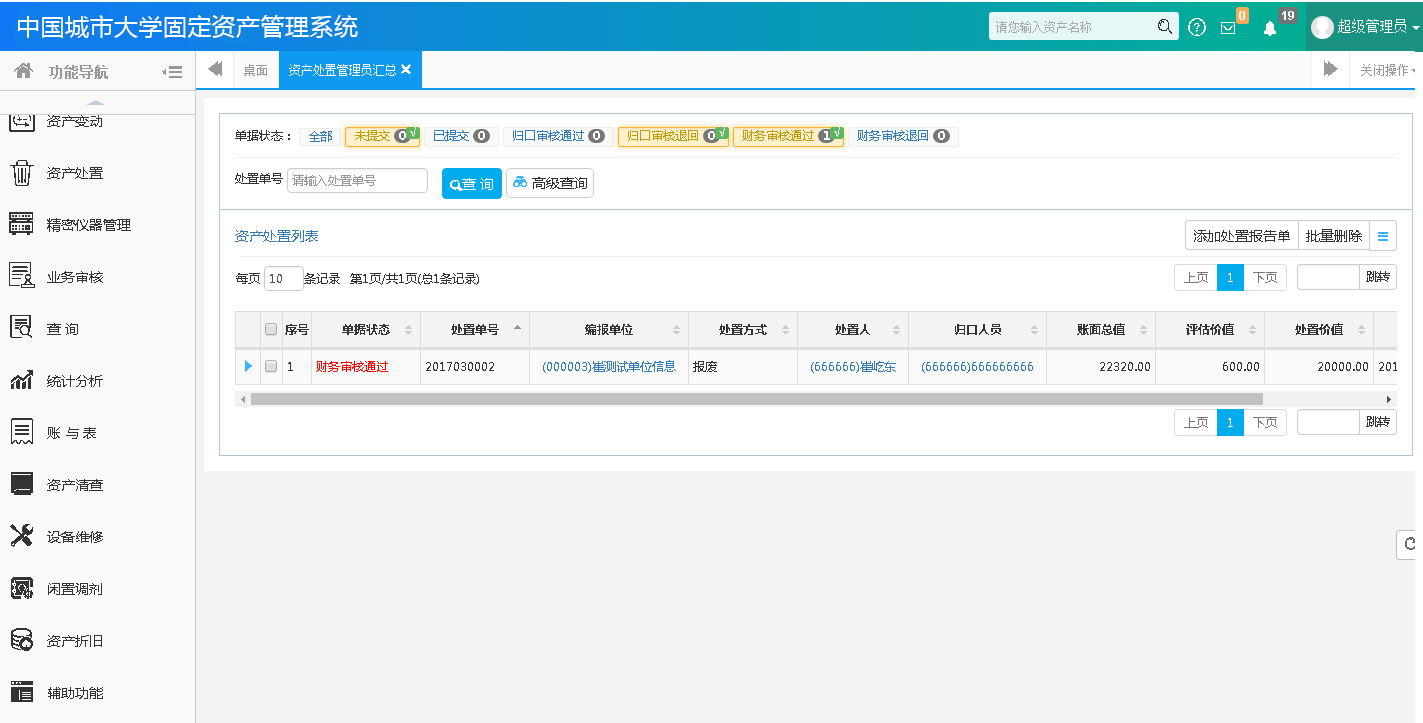 中国城市大学固定资产管理系统
请您输入资产名称
0
19
超级管理员
功能导航
桌面
资产处置管理员汇总
关闭操作
资产变动
资产处置
精密仪器管理
业务审核
查 询
统计分析
账 与 表
资产清查
设备维修
闲置调剂
资产折旧
辅助功能
单据状态： 全部 未提交 0 已提交 0 归口审核通过 0 归口审核退回 0 财务审核通过 1 财务审核退回 0
处置单号 请输入处置单号 查 询 高级查询
资产处置列表 添加处置报告单 批量删除
每页 10 条记录 第1页/共1页(总1条记录) 上页 1 下页 跳转
序号 单据状态 处置单号 编报单位 处置方式 处置人 归口人员 账面总值 评估价值 处置价值
1 财务审核通过 2017030002 (000003)崔测试单位信息 报废 (666666)崔屹东 (666666)666666666 22320.00 600.00 20000.00 201
上页 1 下页 跳转